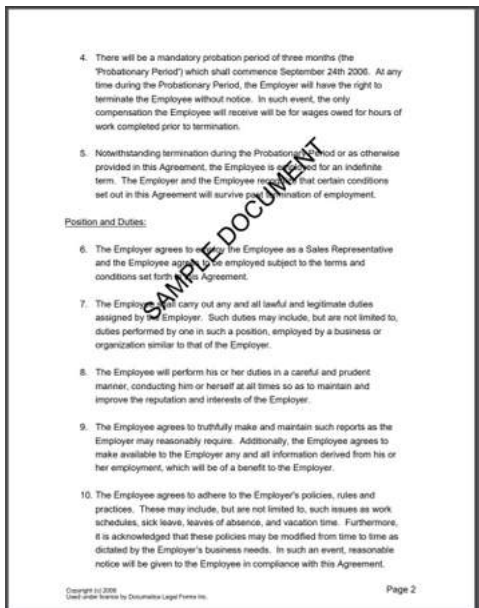 4. There will be a mandatory probation period of three months (the
'Probationary Period') which shall commence September 24th 2006. At any
time during the Probationary Period, the Employer will have the right to
terminate the Employee without notice. In such event, the only
compensation the Employee will receive will be for wages owed for hours of
work completed prior to termination.
5. Notwithstanding termination during the Probationary Period or as otherwise
provided in this Agreement, the Employee is employed for an indefinite
term. The Employer and the Employee that certain conditions
set out in this Agreement will survive past termination of employment.
Position and Duties:
6. The Employer agrees to employ the Employee as a Sales Representative
and the Employee agrees to be employed subject to the terms and
conditions set forth in this Agreement.
7. The Employee shall carry out any and all lawful and legitimate duties
assigned by the Employer. Such duties may include, but are not limited to,
duties performed by one in such a position, employed by a business or
organization similar to that of the Employer.
8. The Employee will perform his or her duties in a careful and prudent
manner, conducting him or herself at all times so as to maintain and
improve the reputation and interests of the Employer.
9. The Employee agrees to truthfully make and maintain such reports as the
Employer may reasonably require. Additionally, the Employee agrees to
make available to the Employer any and all information derived from his or
her employment, which will be of a benefit to the Employer.
10. The Employee agrees to adhere to the Employer's policies, rules and
practices. These may include, but are not limited to, such issues as work
schedules, sick leave, leaves of absence, and vacation time. Furthermore,
it is acknowledged that these policies may be modified from time to time as
dictated by the Employer's business needs. In such an event, reasonable
notice will be given to the Employee in compliance with this Agreement.
SAMPLE DOCUMENT
Copyright (c) 2006
Used under licence by Documatica Legal Forms Inc.
Page 2